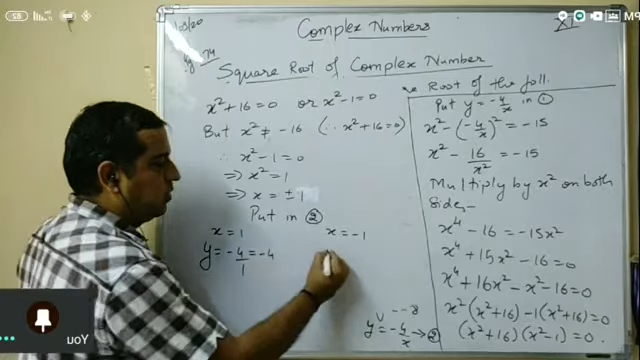 Complex Numbers
XI
Square Root of Complex Number
x² + 16 = 0 or x² - 1 = 0
But x² ≠ -16 (∵ x² + 16 = 0)
∴ x² - 1 = 0
⇒ x² = 1
⇒ x = ± 1
Put in ②
x = 1 x = -1
y = -4/1 = -4
Root of the foll.
Put y = -4/x in ①
x² - (-4/x)² = -15
x² - 16/x² = -15
Multiply by x² on both
Sides-
x⁴ - 16 = -15x²
x⁴ + 15x² - 16 = 0
x⁴ + 16x² - x² - 16 = 0
x²(x² + 16) - 1(x² + 16) = 0
(x² + 16)(x² - 1) = 0
y = -4/x → ②
You